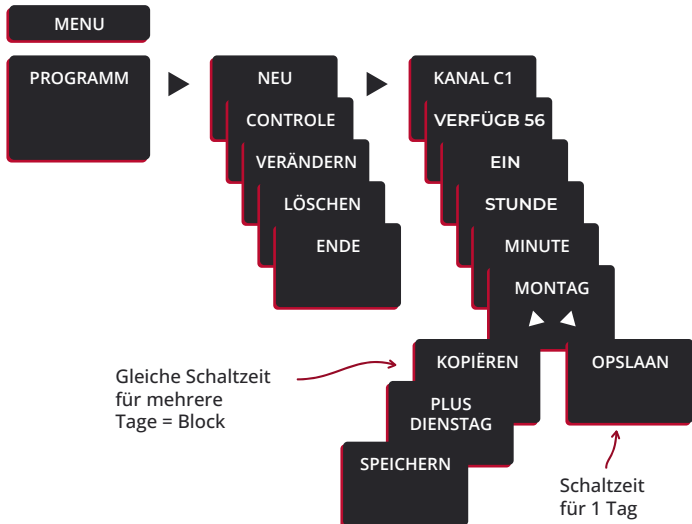 MENU
PROGRAMM
NEU
CONTROLE
VERÄNDERN
LÖSCHEN
ENDE
KANAL C1
VERFÜGB 56
EIN
STUNDE
MINUTE
MONTAG
KOPIËREN
PLUS
DIENSTAG
SPEICHERN
OPSLAAN
Gleiche Schaltzeit
für mehrere
Tage = Block
Schaltzeit
für 1 Tag